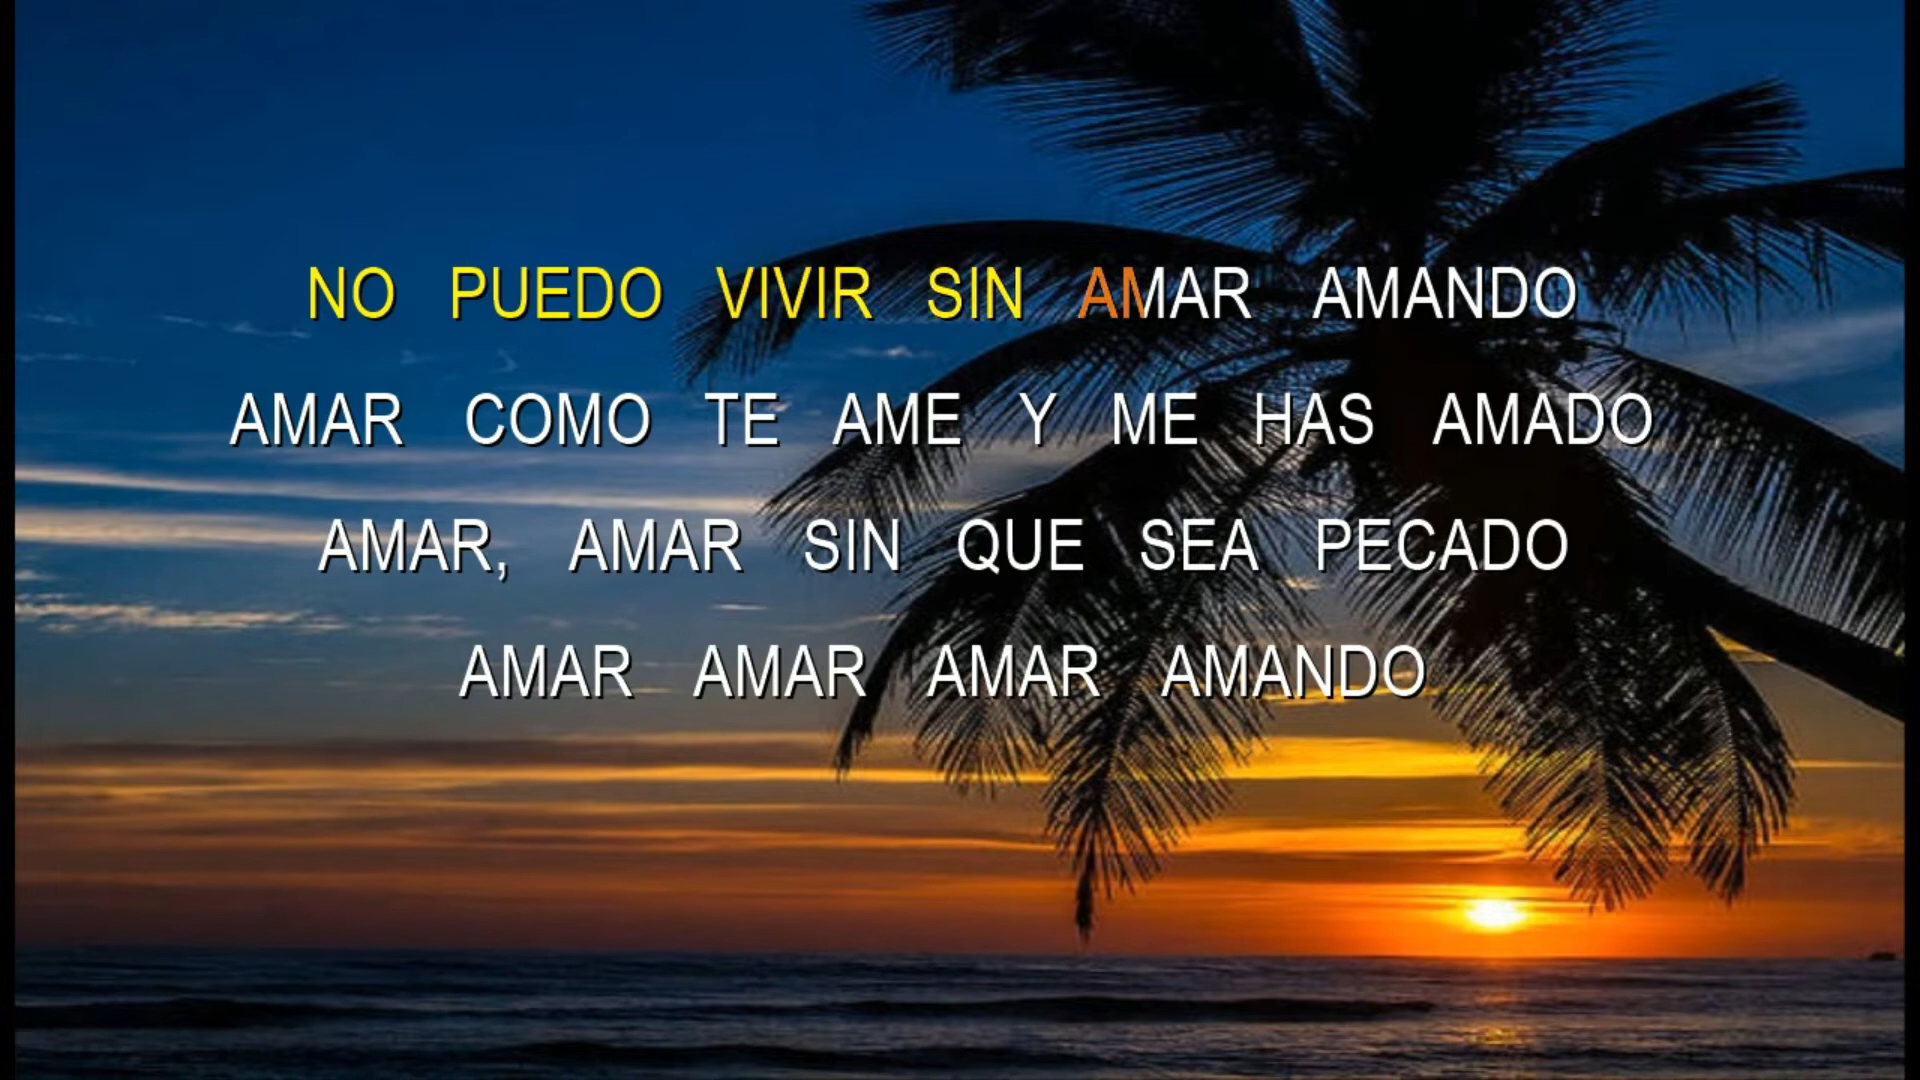 NO PUEDO VIVIR SIN AMAR AMANDO
AMAR COMO TE AME Y ME HAS AMADO
AMAR, AMAR SIN QUE SEA PECADO
AMAR AMAR AMAR AMANDO